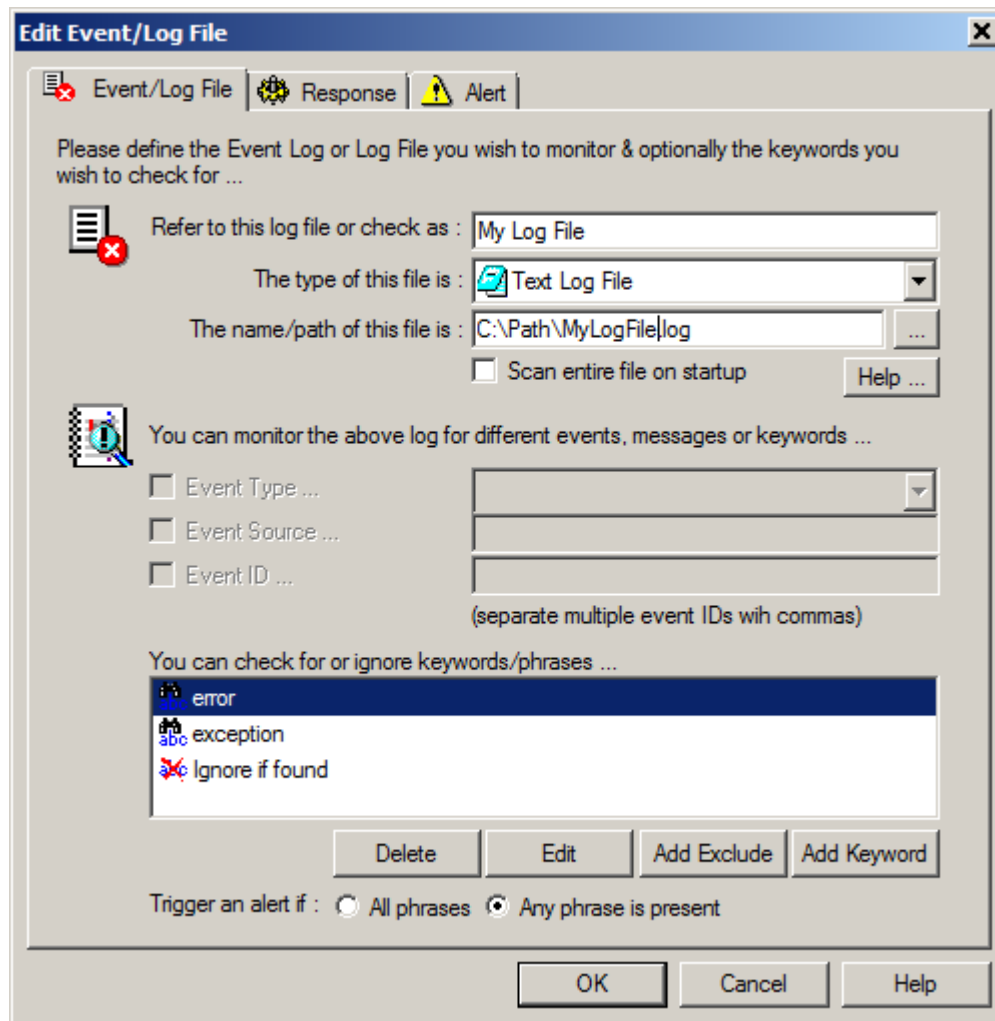 Edit Event/Log File
Event/Log File Response Alert
Please define the Event Log or Log File you wish to monitor & optionally the keywords you
wish to check for ...
Refer to this log file or check as : My Log File
The type of this file is : Text Log File
The name/path of this file is : C:\Path\MyLogFile.log ...
Scan entire file on startup
Help ...
You can monitor the above log for different events, messages or keywords ...
Event Type ...
Event Source ...
Event ID ...
(separate multiple event IDs wih commas)
You can check for or ignore keywords/phrases ...
abc error
abc exception
abc Ignore if found
Delete Edit Add Exclude Add Keyword
Trigger an alert if : All phrases Any phrase is present
OK Cancel Help